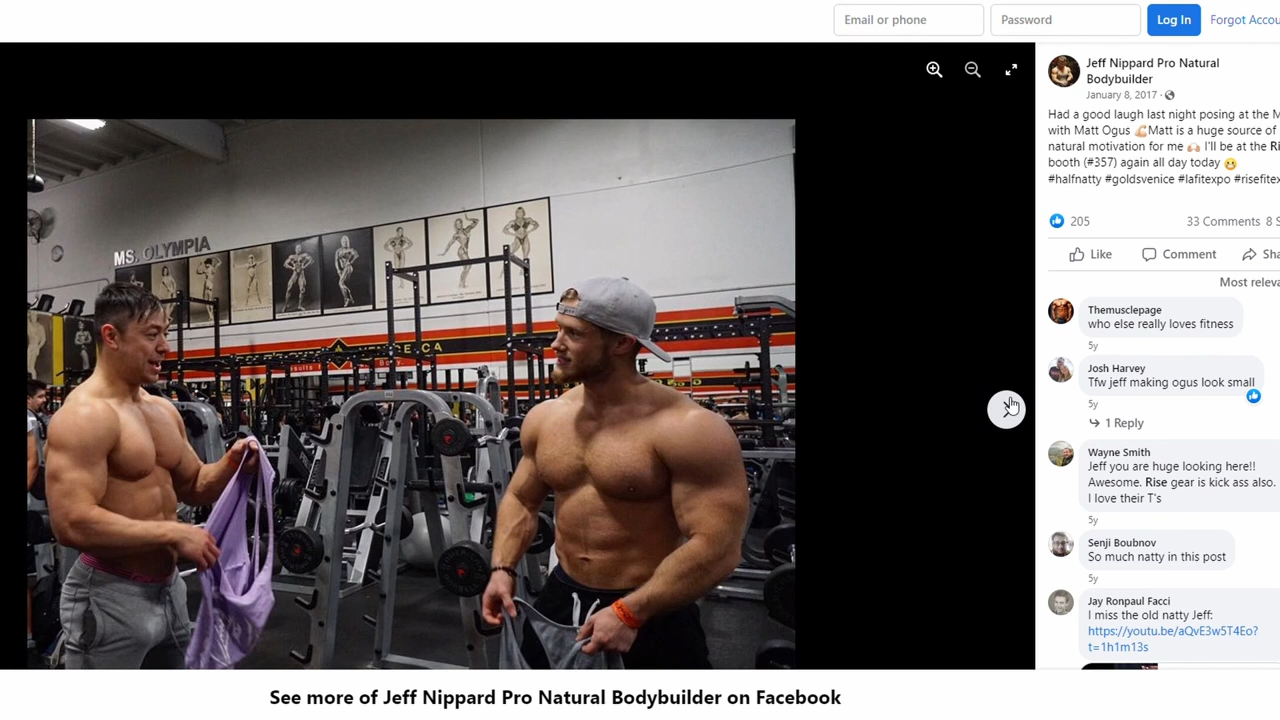 Email or phone
Password
Log In
Forgot Accou
Jeff Nippard Pro Natural
Bodybuilder
January 8, 2017 ·
Had a good laugh last night posing at the M
with Matt Ogus 💪Matt is a huge source of
natural motivation for me 🙌 I'll be at the Ri
booth (#357) again all day today 😀
#halfnatty #goldsvenice #lafitexpo #risefitex
205
33 Comments 8 S
Like
Comment
Sha
Most releva
Themusclepage
who else really loves fitness
5y
Josh Harvey
Tfw jeff making ogus look small
5y
1 Reply
Wayne Smith
Jeff you are huge looking here!!
Awesome. Rise gear is kick ass also.
I love their T's
5y
Senji Boubnov
So much natty in this post
5y
Jay Ronpaul Facci
I miss the old natty Jeff:
https://youtu.be/aQvE3w5T4Eo?
t=1h1m13s
MS. OLYMPIA
See more of Jeff Nippard Pro Natural Bodybuilder on Facebook